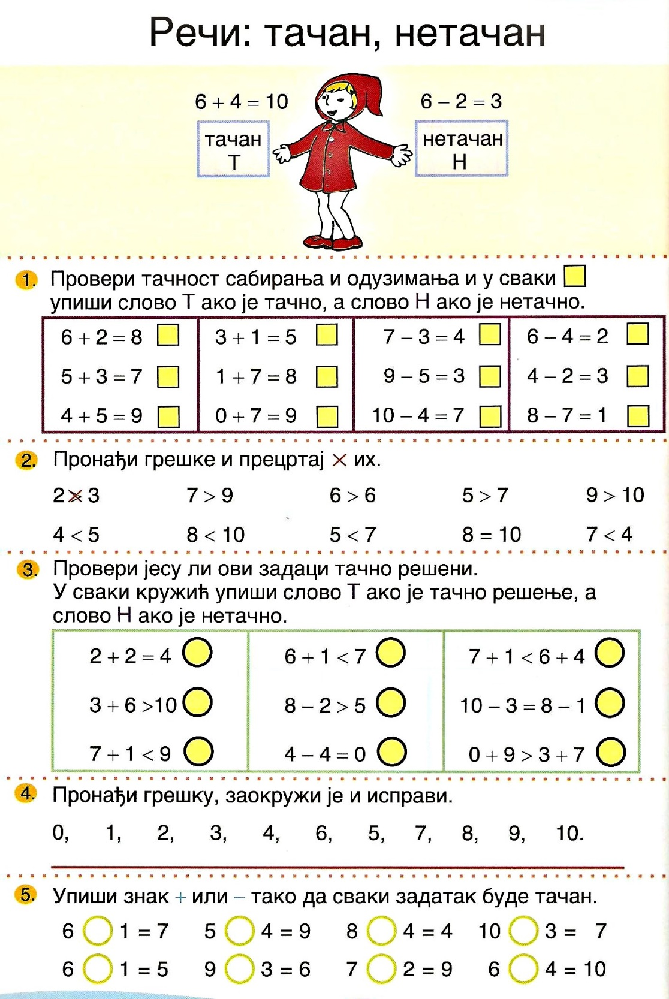 Речи: тачан, нетачан
6 + 4 = 10
6 – 2 = 3
тачан
Т
нетачан
Н
1. Провери тачност сабирања и одузимања и у сваки
упиши слово Т ако је тачно, а слово Н ако је нетачно.
6 + 2 = 8 3 + 1 = 5 7 – 3 = 4 6 – 4 = 2
5 + 3 = 7 1 + 7 = 8 9 – 5 = 3 4 – 2 = 3
4 + 5 = 9 0 + 7 = 9 10 – 4 = 7 8 – 7 = 1
2. Пронађи грешке и прецртај × их.
2 > 3 7 > 9 6 > 6 5 > 7 9 > 10
4 < 5 8 < 10 5 < 7 8 = 10 7 < 4
3. Провери јесу ли ови задаци тачно решени.
У сваки кружић упиши слово Т ако је тачно решење, а
слово Н ако је нетачно.
2 + 2 = 4 6 + 1 < 7 7 + 1 < 6 + 4
3 + 6 >10 8 – 2 > 5 10 – 3 = 8 – 1
7 + 1 < 9 4 – 4 = 0 0 + 9 > 3 + 7
4. Пронађи грешку, заокружи је и исправи.
0, 1, 2, 3, 4, 6, 5, 7, 8, 9, 10.
5. Упиши знак + или – тако да сваки задатак буде тачан.
6 1 = 7 5 4 = 9 8 4 = 4 10 3 = 7
6 1 = 5 9 3 = 6 7 2 = 9 6 4 = 10